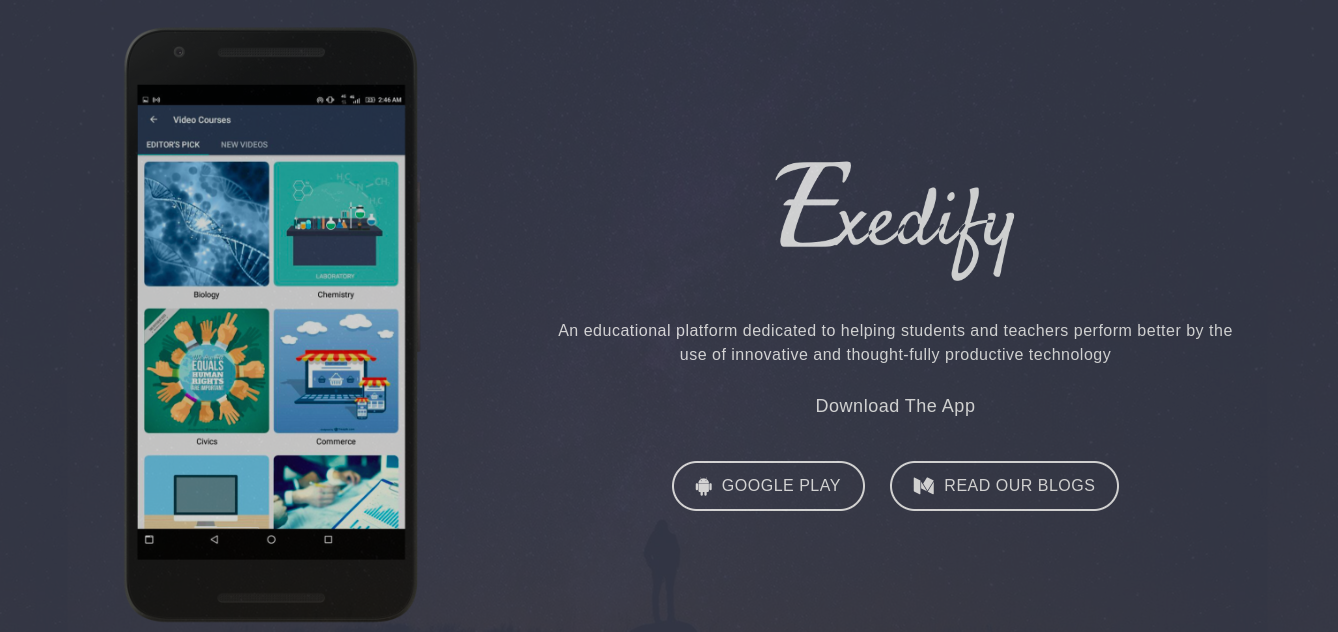 2:46 AM
Video Courses
EDITOR'S PICK NEW VIDEOS
H₃C
N CH₃
LABORATORY
Biology Chemistry
EQUALS
HUMAN
RIGHTS
Civics Commerce
Exedify
An educational platform dedicated to helping students and teachers perform better by the
use of innovative and thought-fully productive technology
Download The App
GOOGLE PLAY READ OUR BLOGS